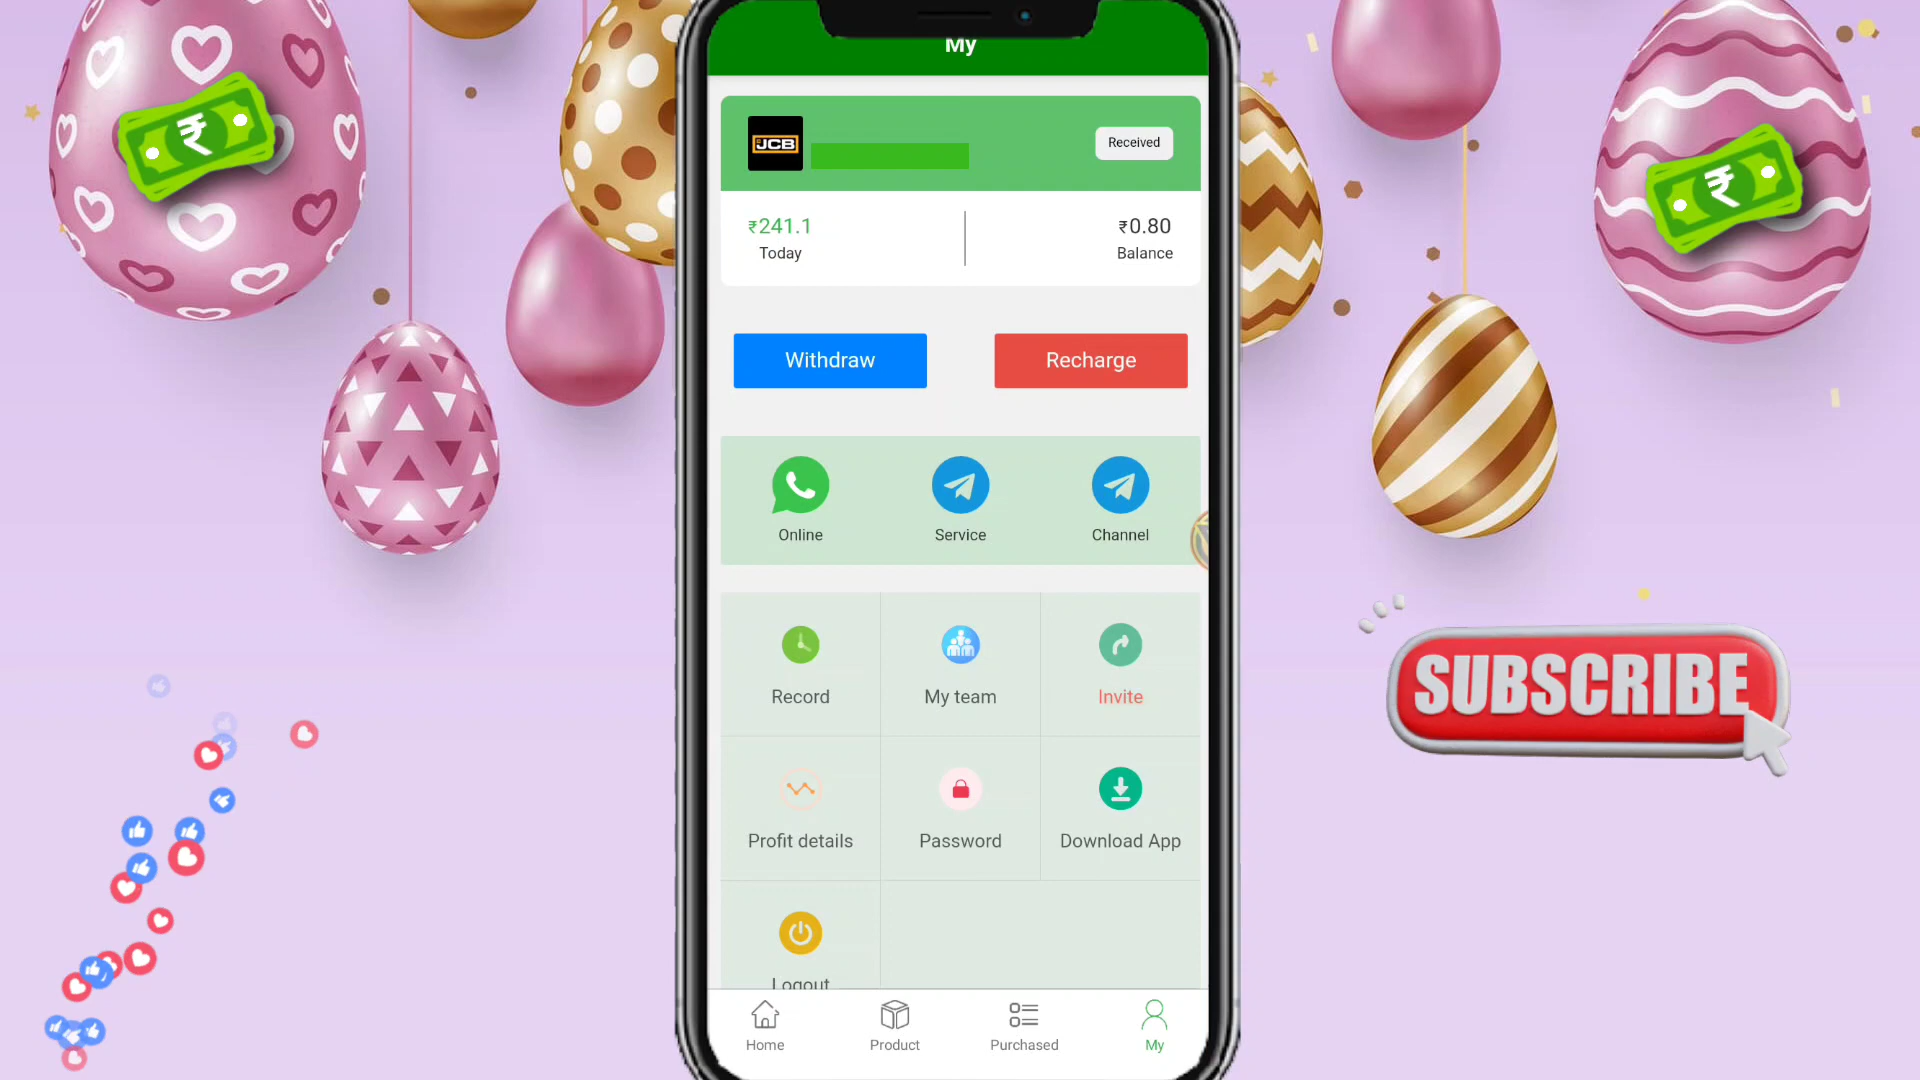 My
JCB
Received
₹241.1
₹0.80
Today
Balance
Withdraw
Recharge
Online
Service
Channel
Record
My team
Invite
Profit details
Password
Download App
Logout
Home
Product
Purchased
My
₹
₹
SUBSCRIBE